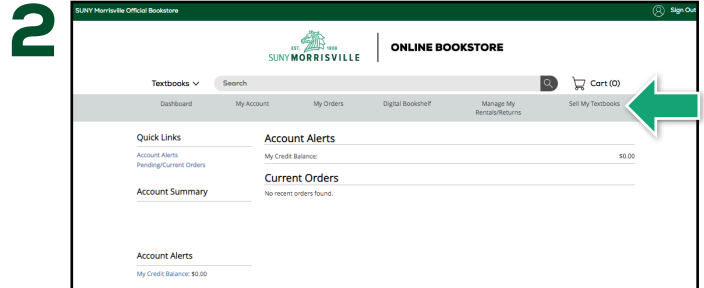 2
SUNY Morrisville Official Bookstore
Sign Out
EST. 1908
SUNY MORRISVILLE
ONLINE BOOKSTORE
Textbooks
Search
Cart (0)
Dashboard
My Account
My Orders
Digital Bookshelf
Manage My
Rentals/Returns
Sell My Textbooks
Quick Links
Account Alerts
Pending/Current Orders
Account Summary
Account Alerts
My Credit Balance: $0.00
Account Alerts
My Credit Balance:
$0.00
Current Orders
No recent orders found.